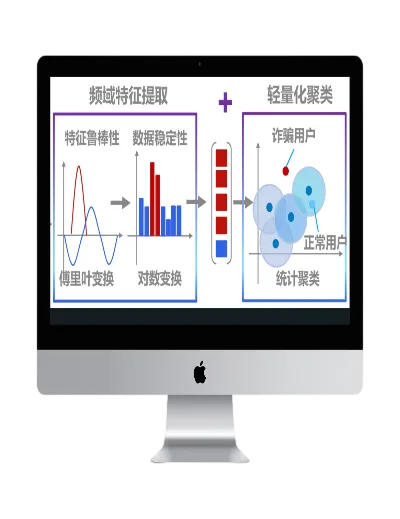 频域特征提取
+
轻量化聚类
特征鲁棒性
数据稳定性
傅里叶变换
对数变换
诈骗用户
正常用户
统计聚类